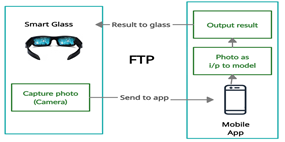 Smart Glass
Result to glass
Output result
FTP
Photo as
i/p to model
Capture photo
(Camera)
Send to app
Mobile
App